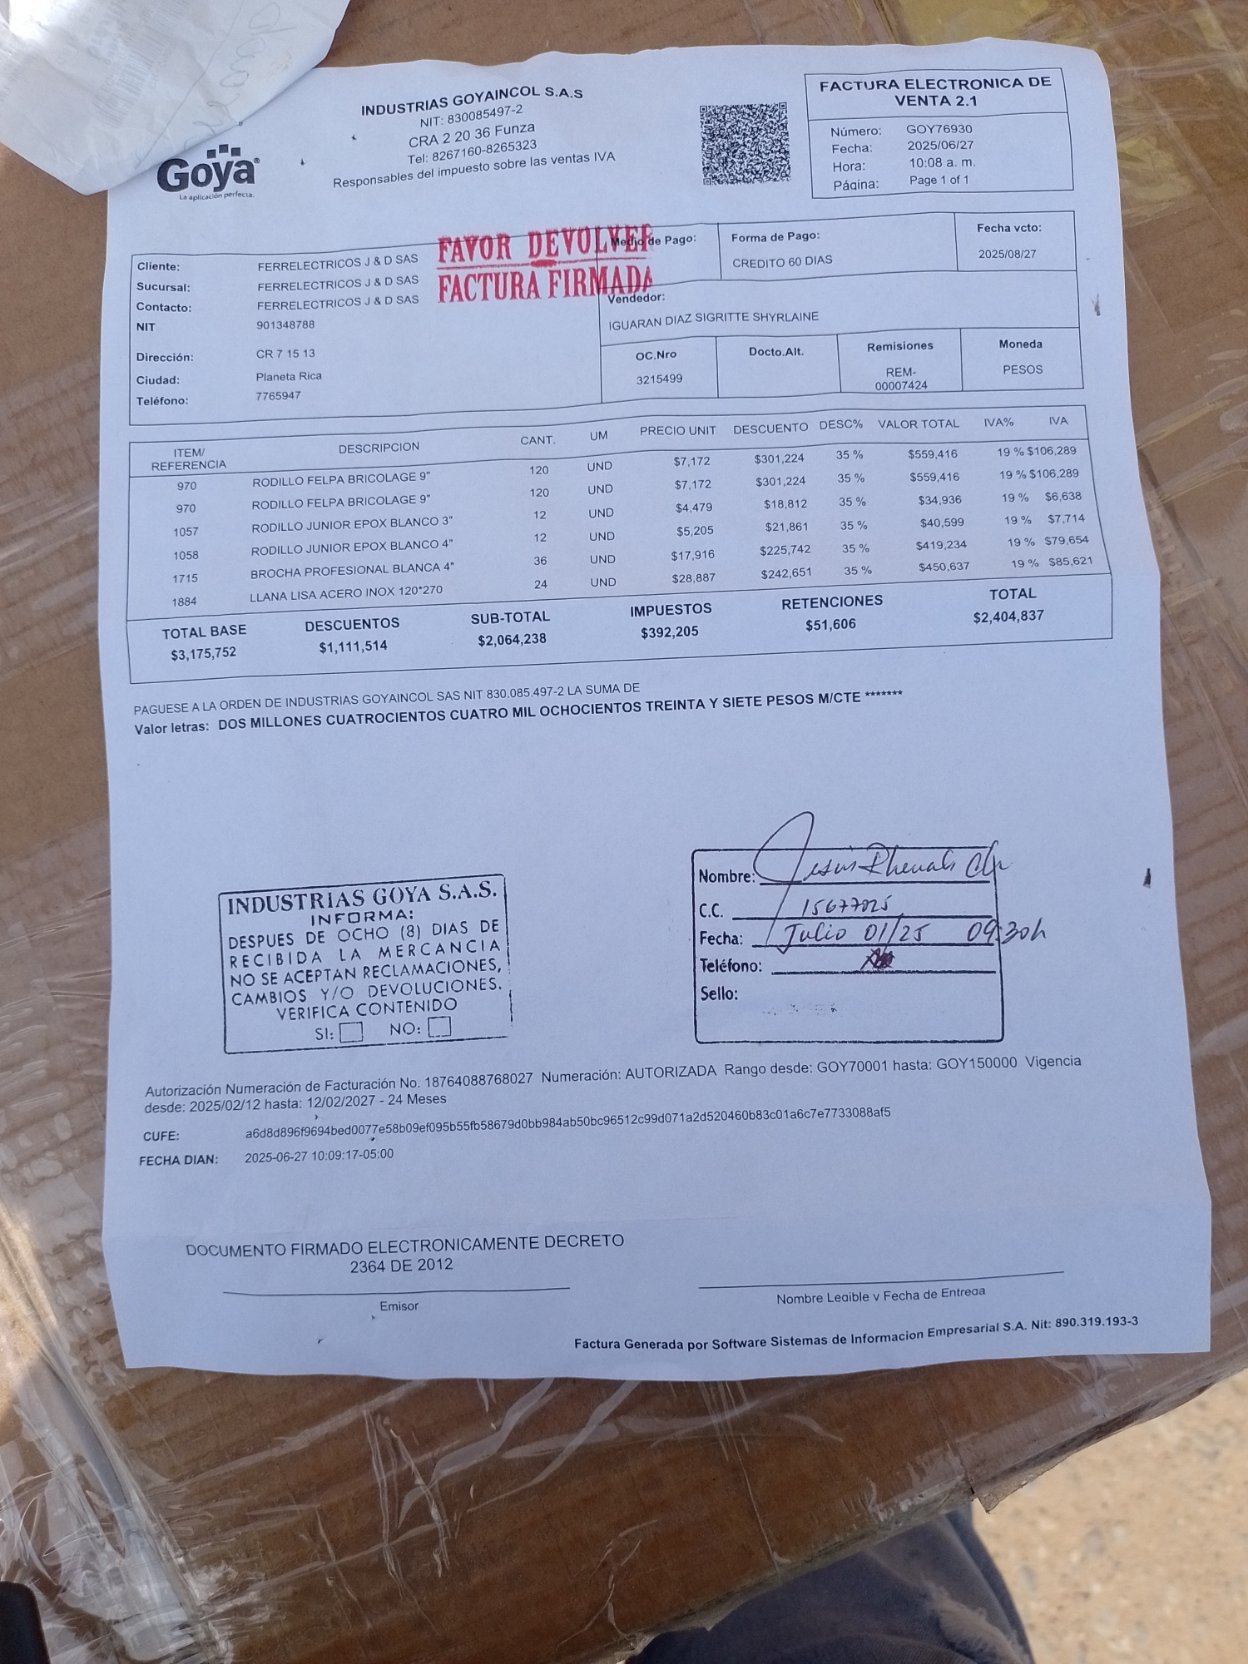 INDUSTRIAS GOYAINCOL S.A.S
NIT: 830085497-2
CRA 2 20 36 Funza
Tel: 8267160-8265323
Responsables del impuesto sobre las ventas IVA
Goya
La aplicación perfecta.
FACTURA ELECTRONICA DE
VENTA 2.1
Número: GOY76930
Fecha: 2025/06/27
Hora: 10:08 a. m.
Página: Page 1 of 1
FAVOR DEVOLVER
FACTURA FIRMADA
Cliente: FERRELECTRICOS J & D SAS
Sucursal: FERRELECTRICOS J & D SAS
Contacto: FERRELECTRICOS J & D SAS
NIT 901348788
Dirección: CR 7 15 13
Ciudad: Planeta Rica
Teléfono: 7765947
Medio de Pago:
Forma de Pago:
CREDITO 60 DIAS
Fecha vcto:
2025/08/27
Vendedor:
IGUARAN DIAZ SIGRITTE SHYRLAINE
OC.Nro Docto.Alt. Remisiones Moneda
3215499 REM-00007424 PESOS
ITEM/REFERENCIA DESCRIPCION CANT. UM PRECIO UNIT DESCUENTO DESC% VALOR TOTAL IVA% IVA
970 RODILLO FELPA BRICOLAGE 9" 120 UND $7,172 $301,224 35 % $559,416 19 % $106,289
970 RODILLO FELPA BRICOLAGE 9" 120 UND $7,172 $301,224 35 % $559,416 19 % $106,289
1057 RODILLO JUNIOR EPOX BLANCO 3" 12 UND $4,479 $18,812 35 % $34,936 19 % $6,638
1058 RODILLO JUNIOR EPOX BLANCO 4" 12 UND $5,205 $21,861 35 % $40,599 19 % $7,714
1715 BROCHA PROFESIONAL BLANCA 4" 36 UND $17,916 $225,742 35 % $419,234 19 % $79,654
1884 LLANA LISA ACERO INOX 120*270 24 UND $28,887 $242,651 35 % $450,637 19 % $85,621
TOTAL BASE DESCUENTOS SUB-TOTAL IMPUESTOS RETENCIONES TOTAL
$3,175,752 $1,111,514 $2,064,238 $392,205 $51,606 $2,404,837
PAGUESE A LA ORDEN DE INDUSTRIAS GOYAINCOL SAS NIT 830.085.497-2 LA SUMA DE
Valor letras: DOS MILLONES CUATROCIENTOS CUATRO MIL OCHOCIENTOS TREINTA Y SIETE PESOS M/CTE *******
INDUSTRIAS GOYA S.A.S.
INFORMA:
DESPUES DE OCHO (8) DIAS DE
RECIBIDA LA MERCANCIA
NO SE ACEPTAN RECLAMACIONES,
CAMBIOS Y/O DEVOLUCIONES.
VERIFICA CONTENIDO
SI: NO:
Nombre: Jesús
C.C. 15677025
Fecha: Julio 01/25 09:30h
Teléfono:
Sello:
Autorización Numeración de Facturación No. 18764088768027 Numeración: AUTORIZADA Rango desde: GOY70001 hasta: GOY150000 Vigencia
desde: 2025/02/12 hasta: 12/02/2027 - 24 Meses
CUFE: a6d8d896f9694bed0077e58b09ef095b55fb58679d0bb984ab50bc96512c99d071a2d520460b83c01a6c7e7733088af5
FECHA DIAN: 2025-06-27 10:09:17-05:00
DOCUMENTO FIRMADO ELECTRONICAMENTE DECRETO
2364 DE 2012
Emisor
Nombre Legible y Fecha de Entrega
Factura Generada por Software Sistemas de Informacion Empresarial S.A. Nit: 890.319.193-3